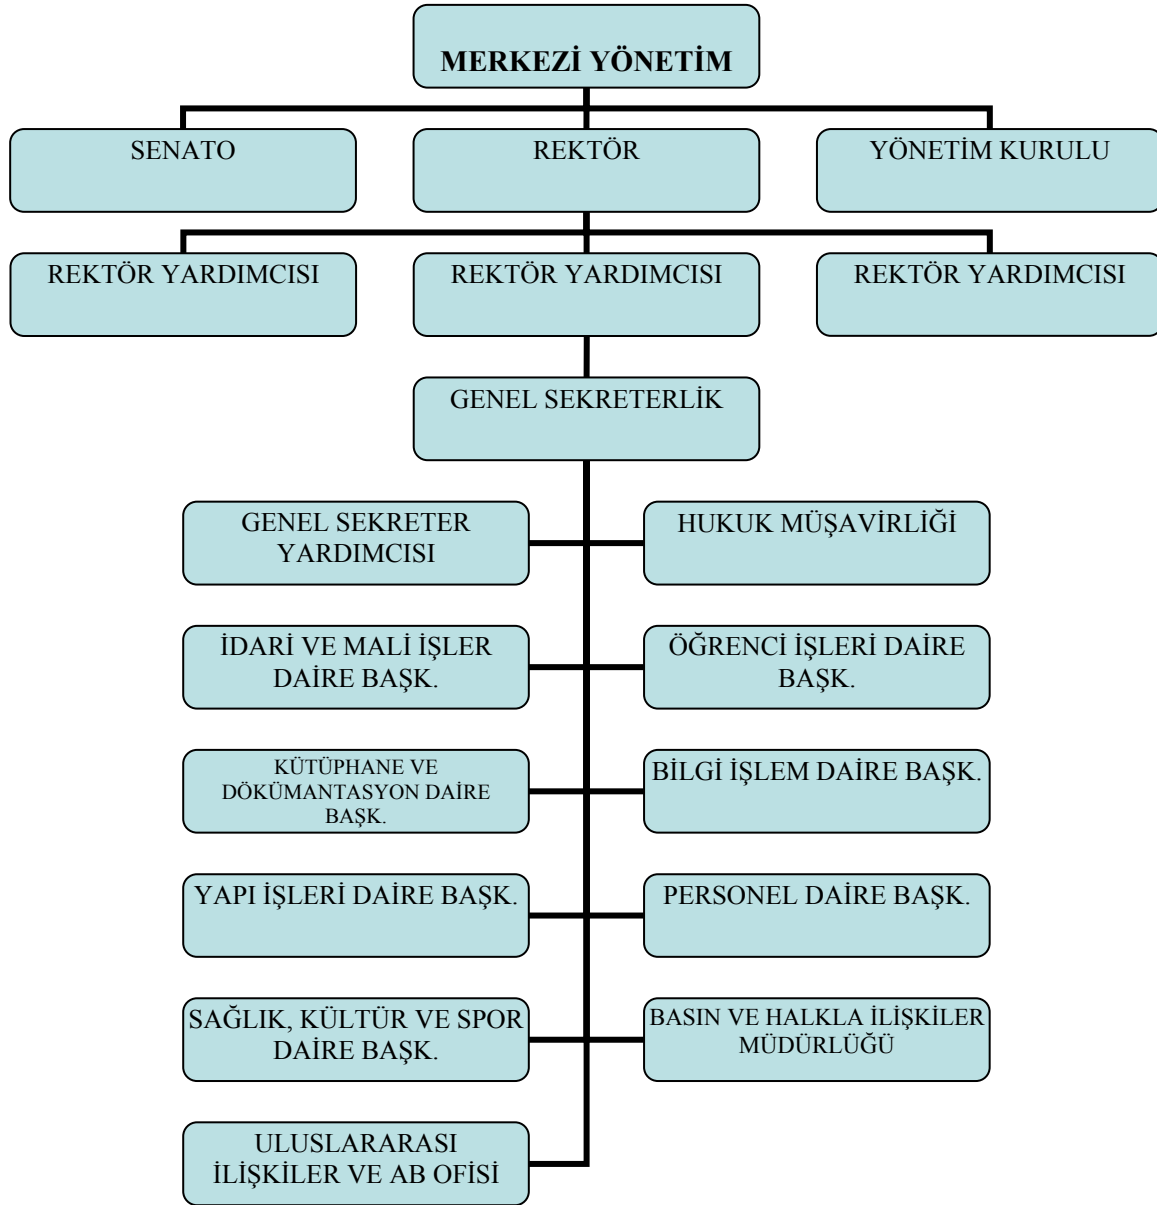 MERKEZİ YÖNETİM
SENATO
REKTÖR
YÖNETİM KURULU
REKTÖR YARDIMCISI
REKTÖR YARDIMCISI
REKTÖR YARDIMCISI
GENEL SEKRETERLİK
GENEL SEKRETER
YARDIMCISI
HUKUK MÜŞAVİRLİĞİ
İDARİ VE MALİ İŞLER
DAİRE BAŞK.
ÖĞRENCİ İŞLERİ DAİRE
BAŞK.
KÜTÜPHANE VE
DÖKÜMANTASYON DAİRE
BAŞK.
BİLGİ İŞLEM DAİRE BAŞK.
YAPI İŞLERİ DAİRE BAŞK.
PERSONEL DAİRE BAŞK.
SAĞLIK, KÜLTÜR VE SPOR
DAİRE BAŞK.
BASIN VE HALKLA İLİŞKİLER
MÜDÜRLÜĞÜ
ULUSLARARASI
İLİŞKİLER VE AB OFİSİ